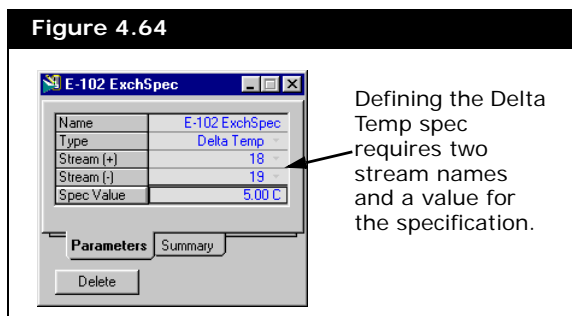 Figure 4.64
E-102 ExchSpec
Name E-102 ExchSpec
Type Delta Temp
Stream (+) 18
Stream (-) 19
Spec Value 5.00 C
Parameters Summary
Delete
Defining the Delta
Temp spec
requires two
stream names
and a value for
the specification.